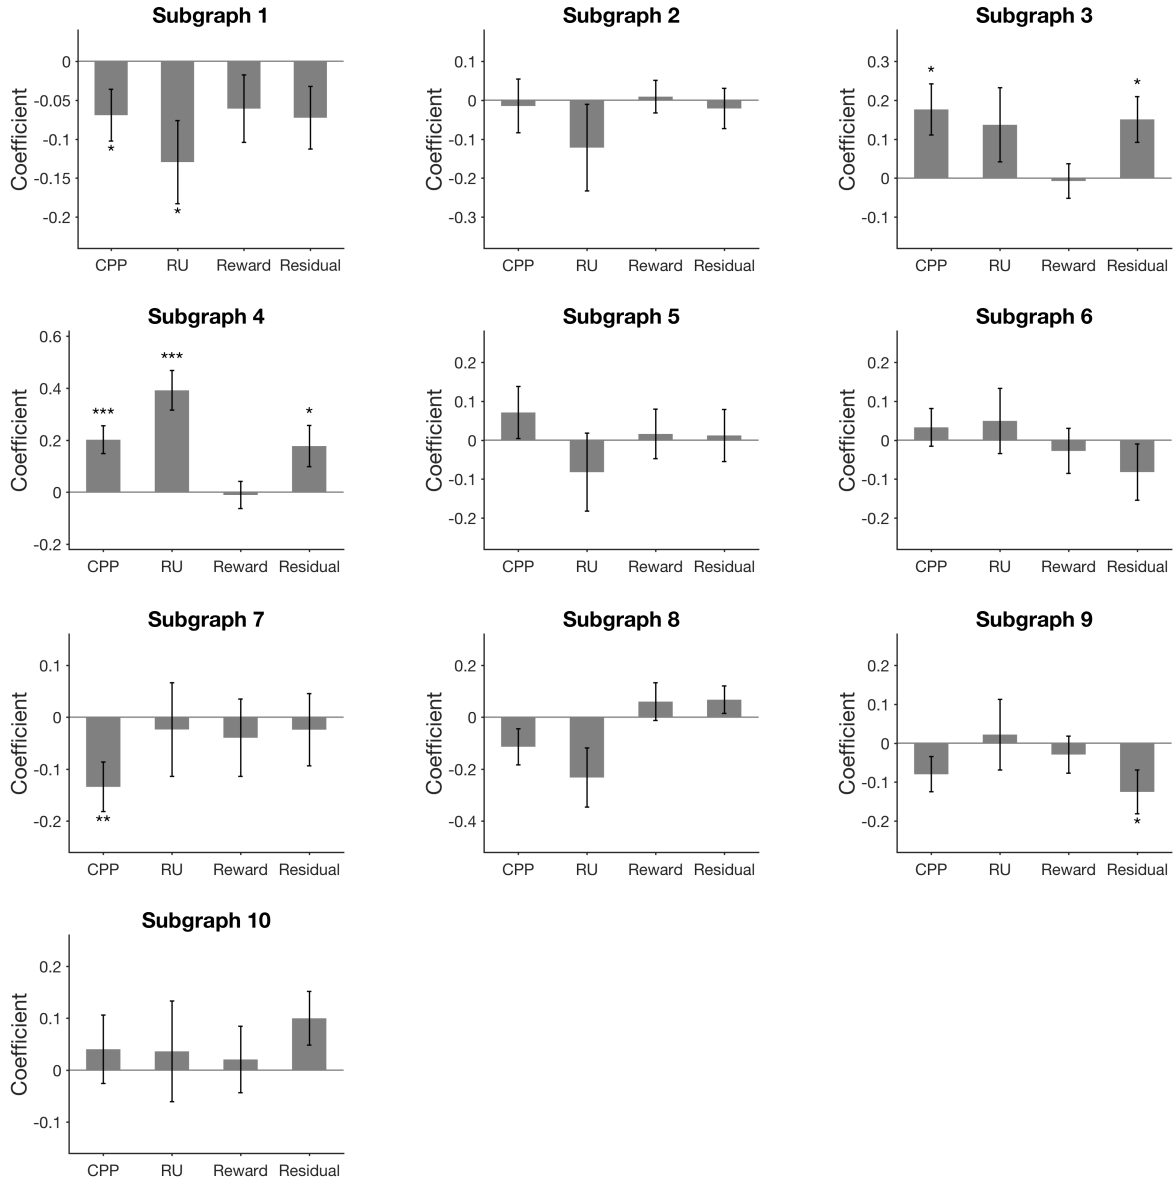 Subgraph 1
Coefficient
0
-0.05
-0.1
-0.15
-0.2
*
*
CPP RU Reward Residual
Subgraph 2
Coefficient
0.1
0
-0.1
-0.2
-0.3
CPP RU Reward Residual
Subgraph 3
Coefficient
0.3
0.2
0.1
0
-0.1
*
*
CPP RU Reward Residual
Subgraph 4
Coefficient
0.6
0.4
0.2
0
-0.2
***
***
*
CPP RU Reward Residual
Subgraph 5
Coefficient
0.2
0.1
0
-0.1
-0.2
CPP RU Reward Residual
Subgraph 6
Coefficient
0.2
0.1
0
-0.1
-0.2
CPP RU Reward Residual
Subgraph 7
Coefficient
0.1
0
-0.1
-0.2
**
CPP RU Reward Residual
Subgraph 8
Coefficient
0.2
0
-0.2
-0.4
CPP RU Reward Residual
Subgraph 9
Coefficient
0.2
0.1
0
-0.1
-0.2
*
CPP RU Reward Residual
Subgraph 10
Coefficient
0.2
0.1
0
-0.1
CPP RU Reward Residual